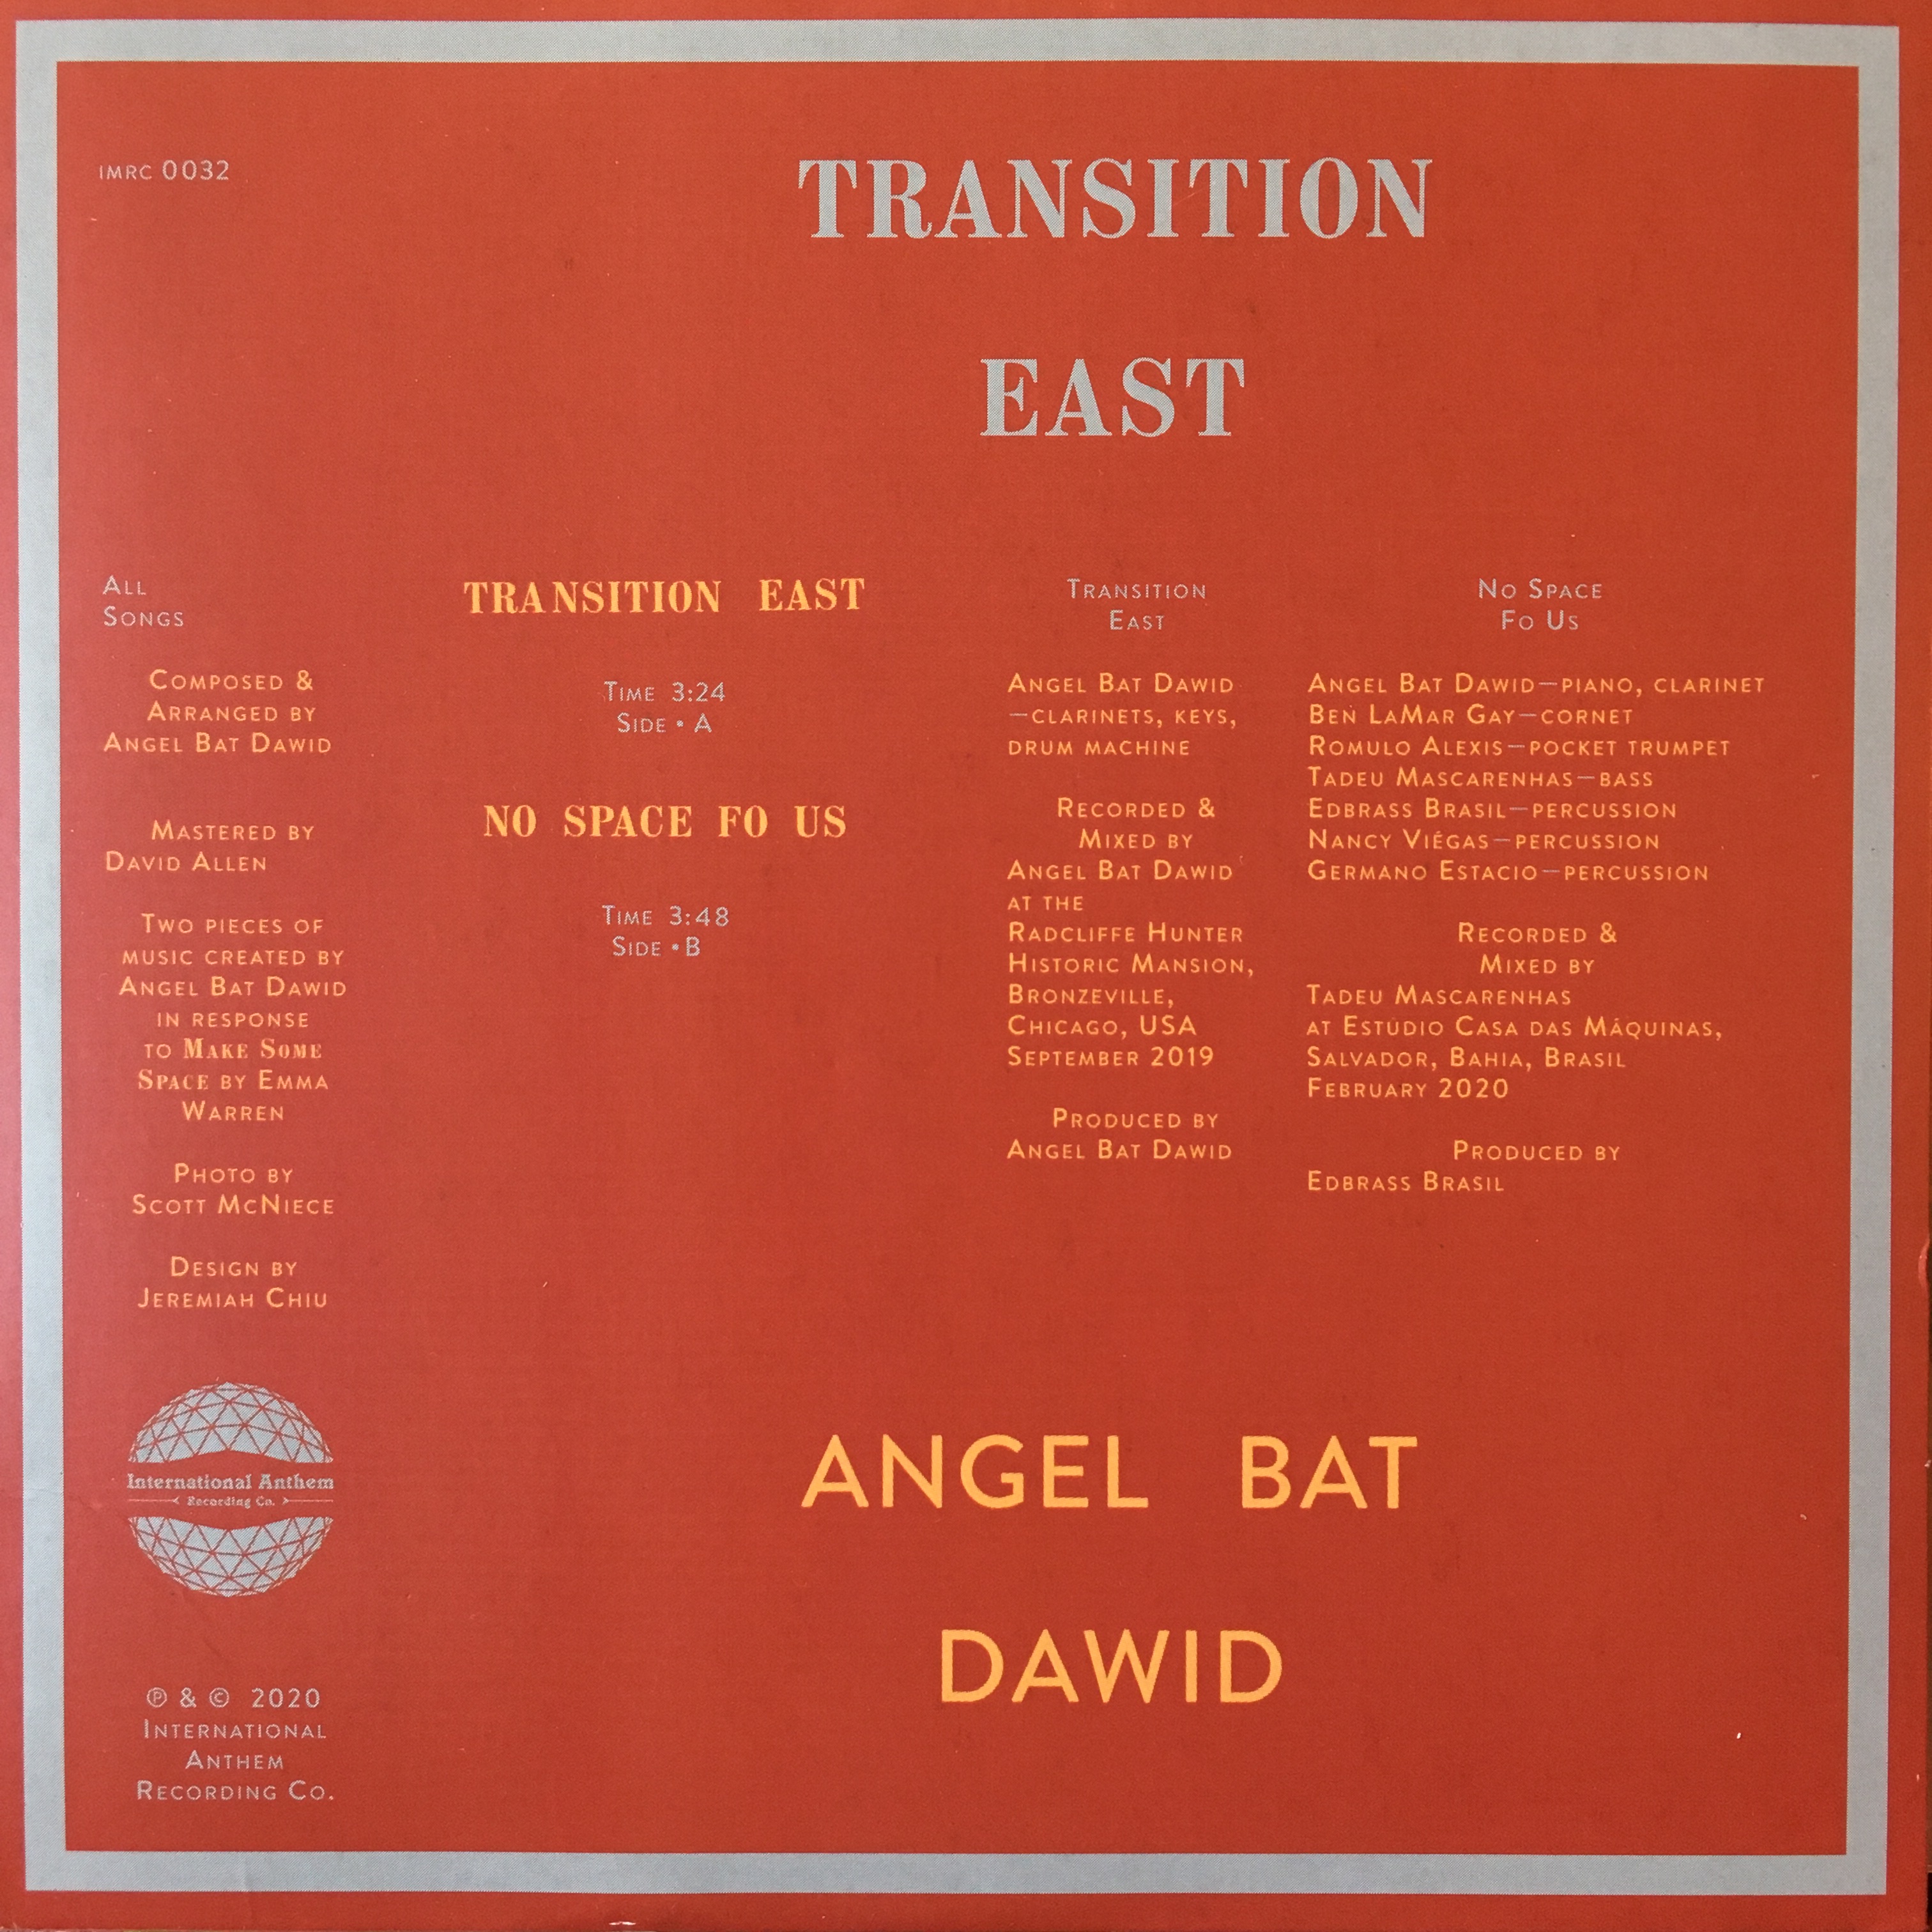 IMRC 0032
TRANSITION
EAST
ALL
SONGS
COMPOSED &
ARRANGED BY
ANGEL BAT DAWID
MASTERED BY
DAVID ALLEN
TWO PIECES OF
MUSIC CREATED BY
ANGEL BAT DAWID
IN RESPONSE
TO MAKE SOME
SPACE BY EMMA
WARREN
PHOTO BY
SCOTT MCNIECE
DESIGN BY
JEREMIAH CHIU
TRANSITION EAST
TIME 3:24
SIDE • A
NO SPACE FO US
TIME 3:48
SIDE • B
TRANSITION
EAST
ANGEL BAT DAWID
—CLARINETS, KEYS,
DRUM MACHINE
RECORDED &
MIXED BY
ANGEL BAT DAWID
AT THE
RADCLIFFE HUNTER
HISTORIC MANSION,
BRONZEVILLE,
CHICAGO, USA
SEPTEMBER 2019
PRODUCED BY
ANGEL BAT DAWID
NO SPACE
FO US
ANGEL BAT DAWID—PIANO, CLARINET
BEN LAMAR GAY—CORNET
ROMULO ALEXIS—POCKET TRUMPET
TADEU MASCARENHAS—BASS
EDBRASS BRASIL—PERCUSSION
NANCY VIÉGAS—PERCUSSION
GERMANO ESTACIO—PERCUSSION
RECORDED &
MIXED BY
TADEU MASCARENHAS
AT ESTÚDIO CASA DAS MÁQUINAS,
SALVADOR, BAHIA, BRASIL
FEBRUARY 2020
PRODUCED BY
EDBRASS BRASIL
International Anthem
Recording Co.
ANGEL BAT
DAWID
℗ & © 2020
INTERNATIONAL
ANTHEM
RECORDING CO.